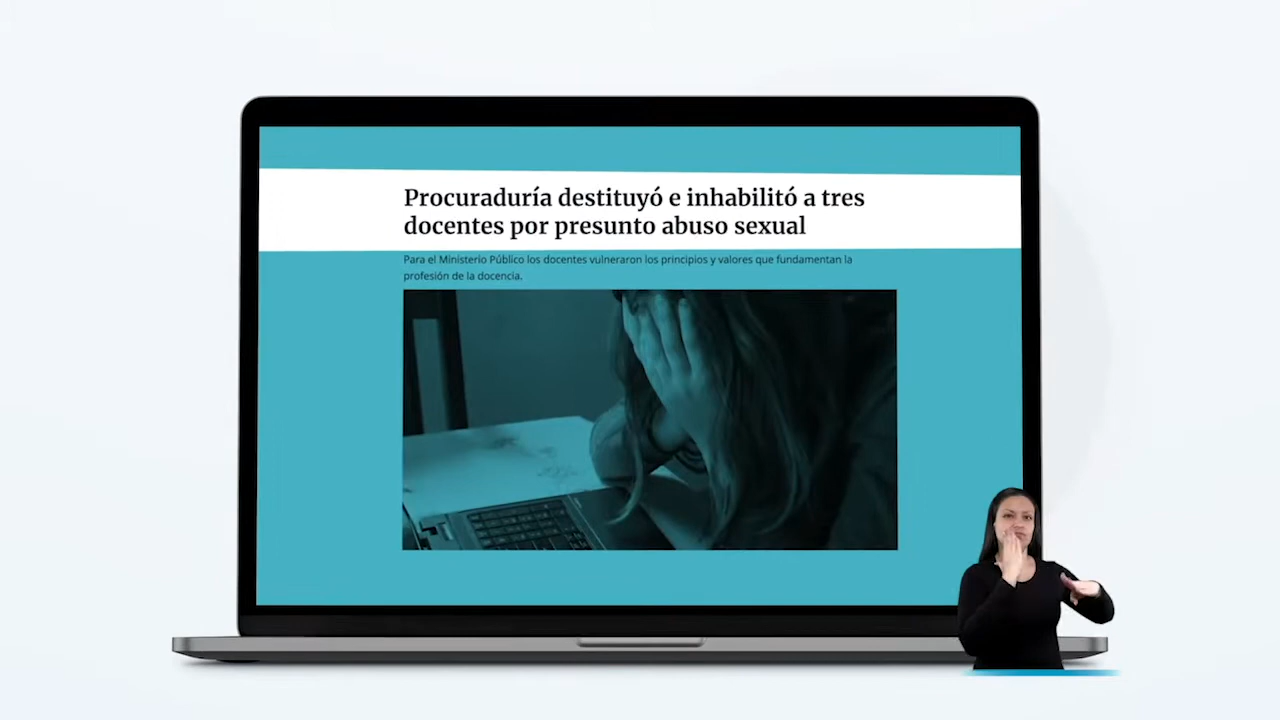 Procuraduría destituyó e inhabilitó a tres
docentes por presunto abuso sexual
Para el Ministerio Público los docentes vulneraron los principios y valores que fundamentan la
profesión de la docencia.